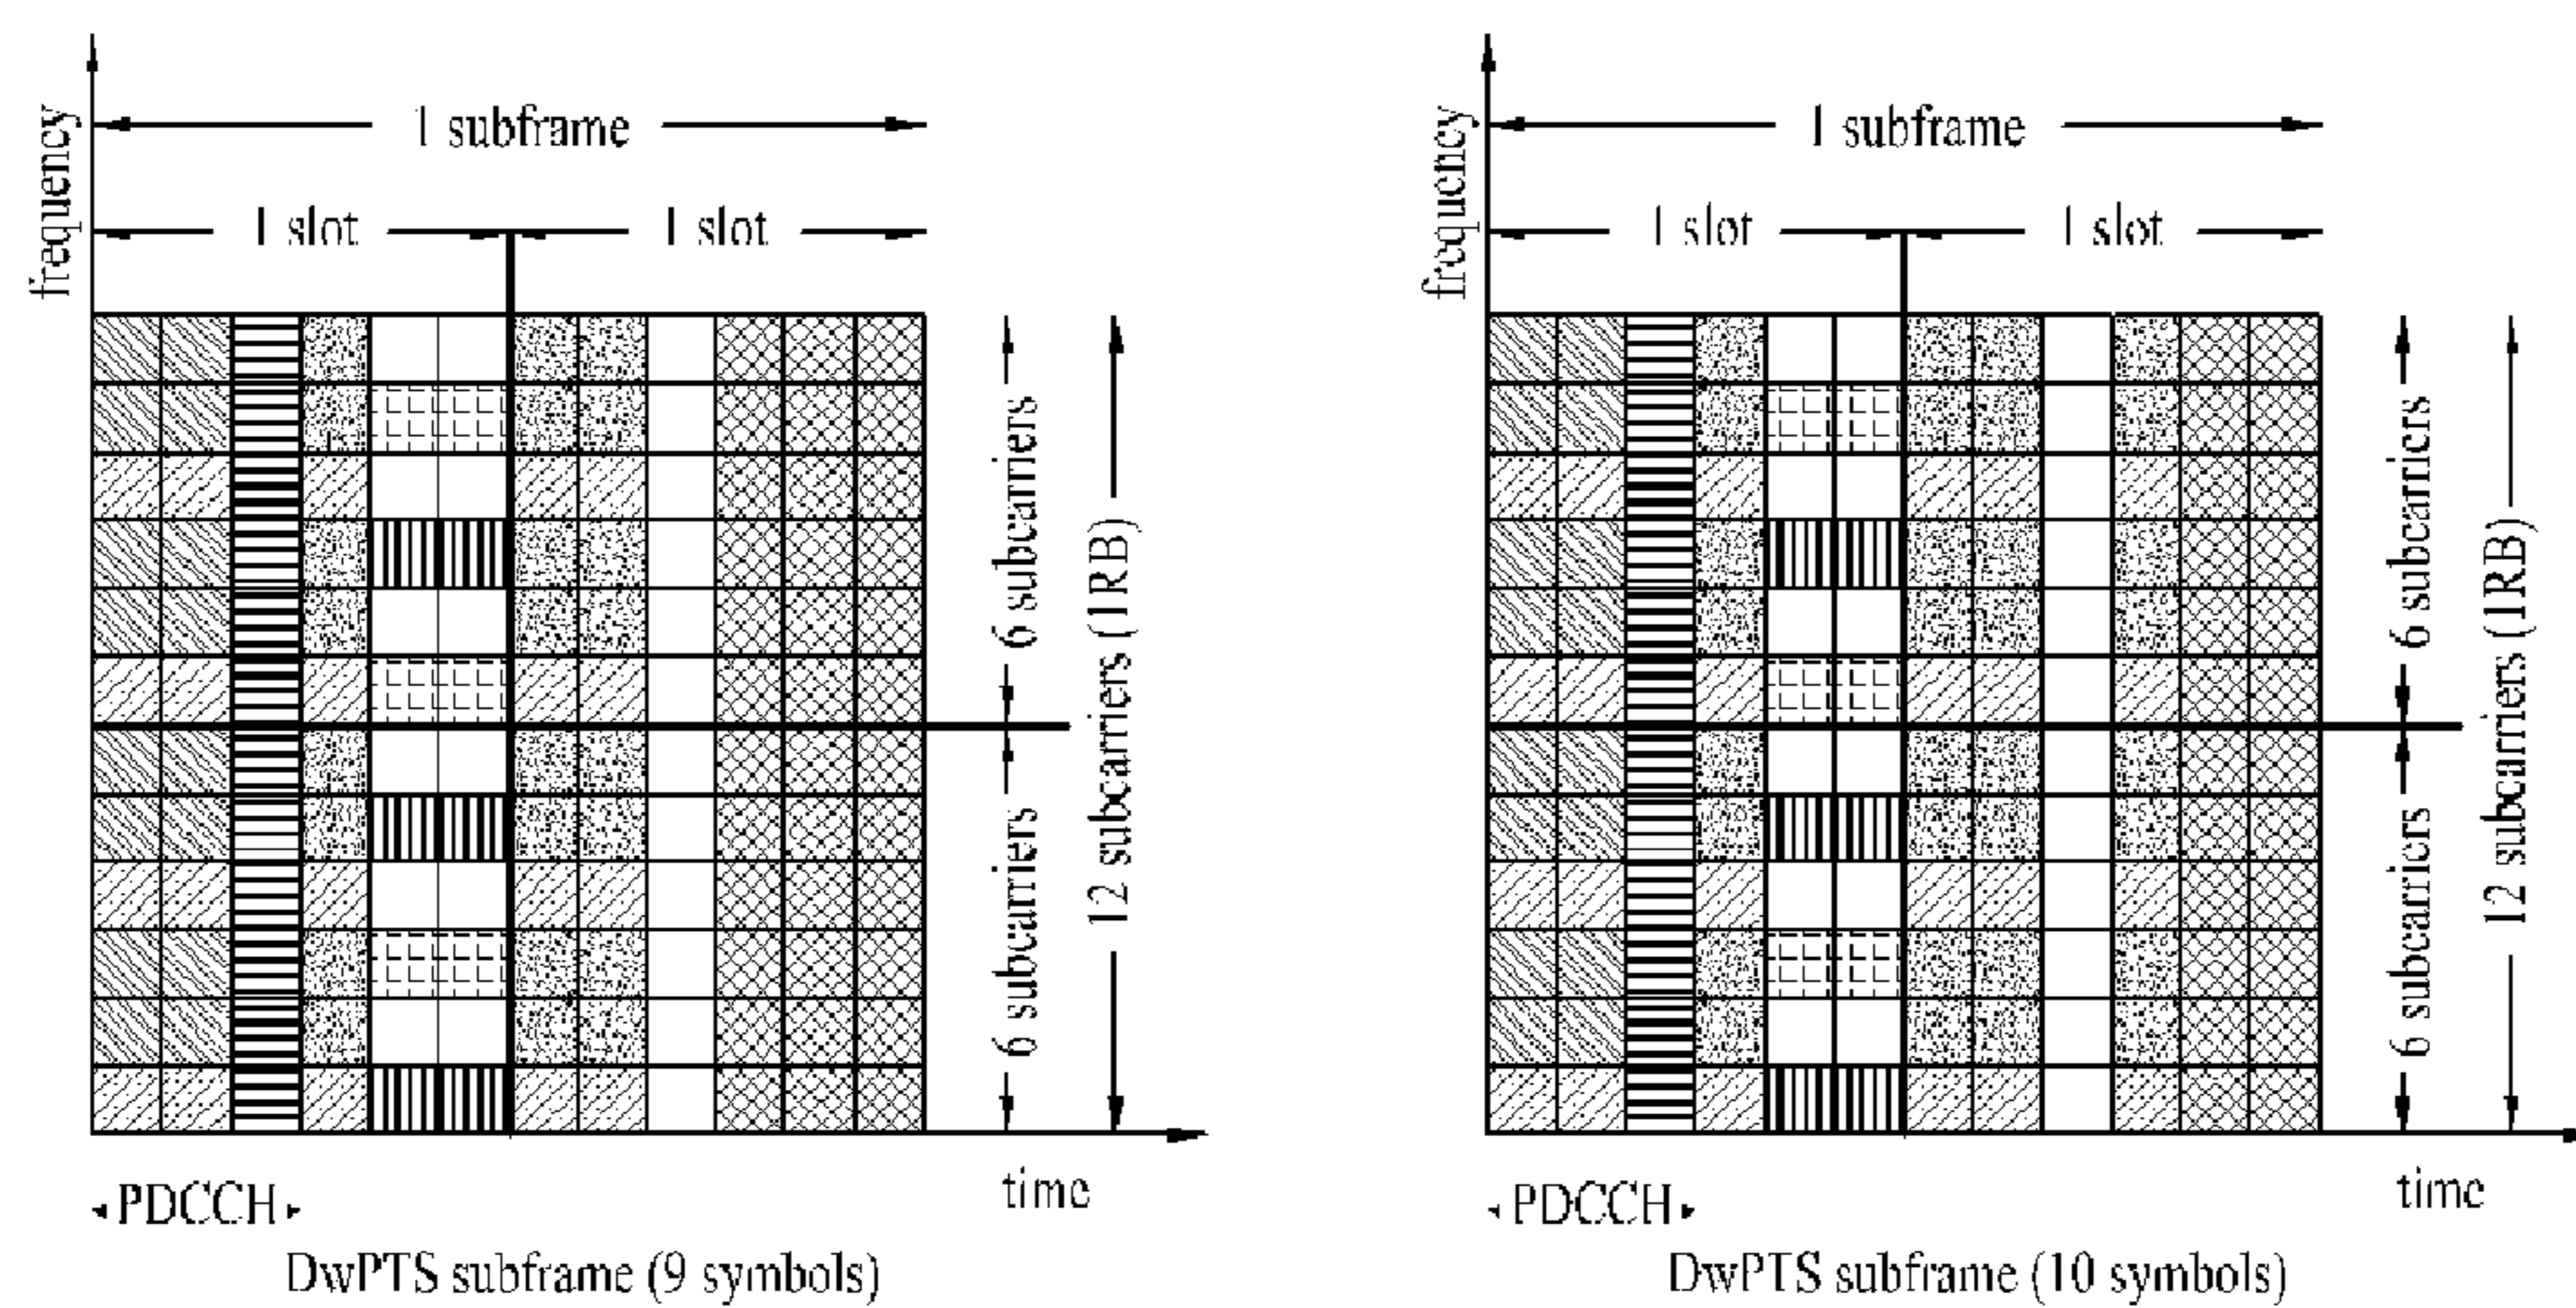 frequency
1 subframe
1 slot
1 slot
6 subcarriers
6 subcarriers
12 subcarriers (1RB)
time
PDCCH
DwPTS subframe (9 symbols)
frequency
1 subframe
1 slot
1 slot
6 subcarriers
6 subcarriers
12 subcarriers (1RB)
time
PDCCH
DwPTS subframe (10 symbols)